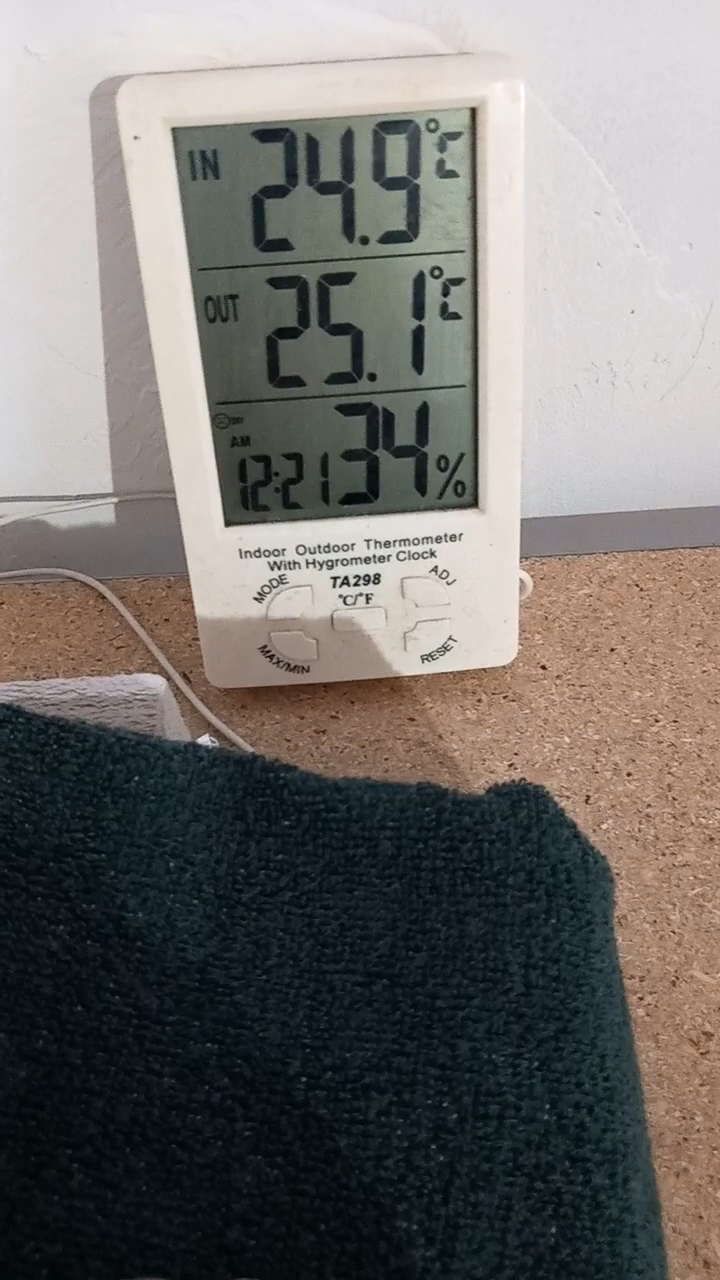 IN 24.9 °C
OUT 25.1 °C
AM
12:21 34 %
Indoor Outdoor Thermometer
With Hygrometer Clock
MODE TA298 ADJ
°C/°F
MAX/MIN RESET